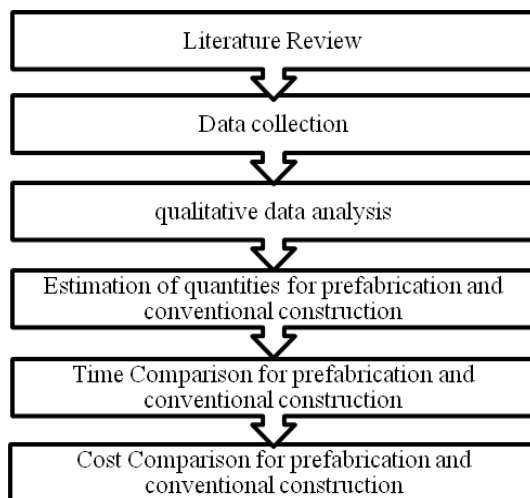 Literature Review
Data collection
qualitative data analysis
Estimation of quantities for prefabrication and
conventional construction
Time Comparison for prefabrication and
conventional construction
Cost Comparison for prefabrication and
conventional construction